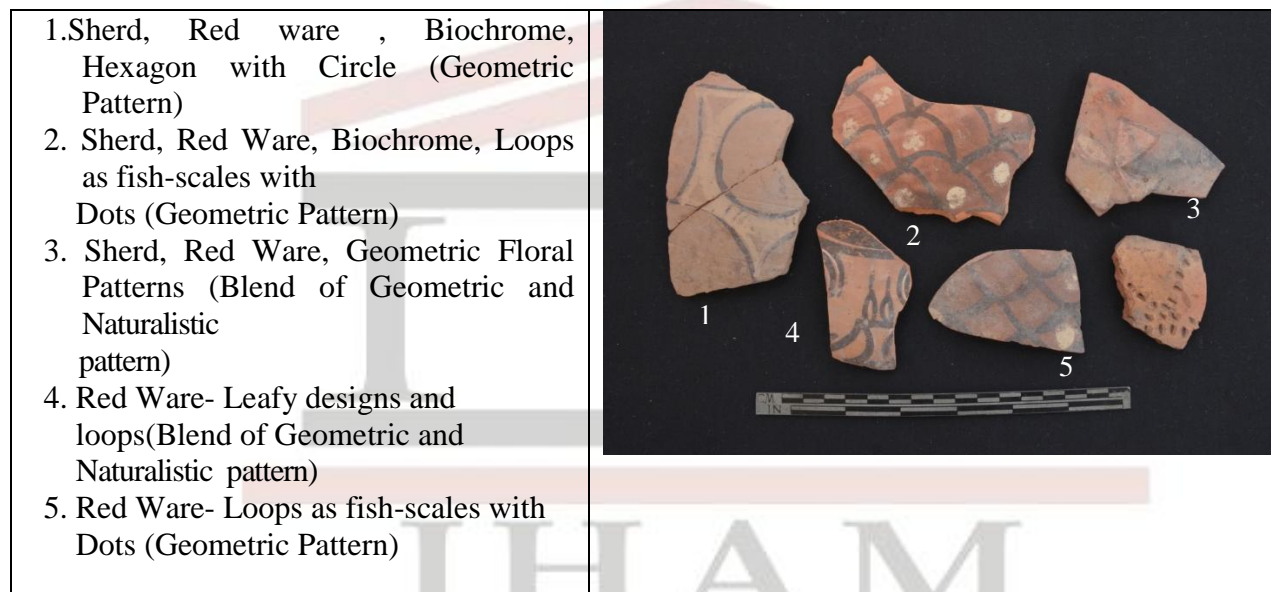 1.Sherd, Red ware , Biochrome,
Hexagon with Circle (Geometric
Pattern)
2. Sherd, Red Ware, Biochrome, Loops
as fish-scales with
Dots (Geometric Pattern)
3. Sherd, Red Ware, Geometric Floral
Patterns (Blend of Geometric and
Naturalistic
pattern)
4. Red Ware- Leafy designs and
loops(Blend of Geometric and
Naturalistic pattern)
5. Red Ware- Loops as fish-scales with
Dots (Geometric Pattern)
1
2
3
4
5
CM
IN
IHAM